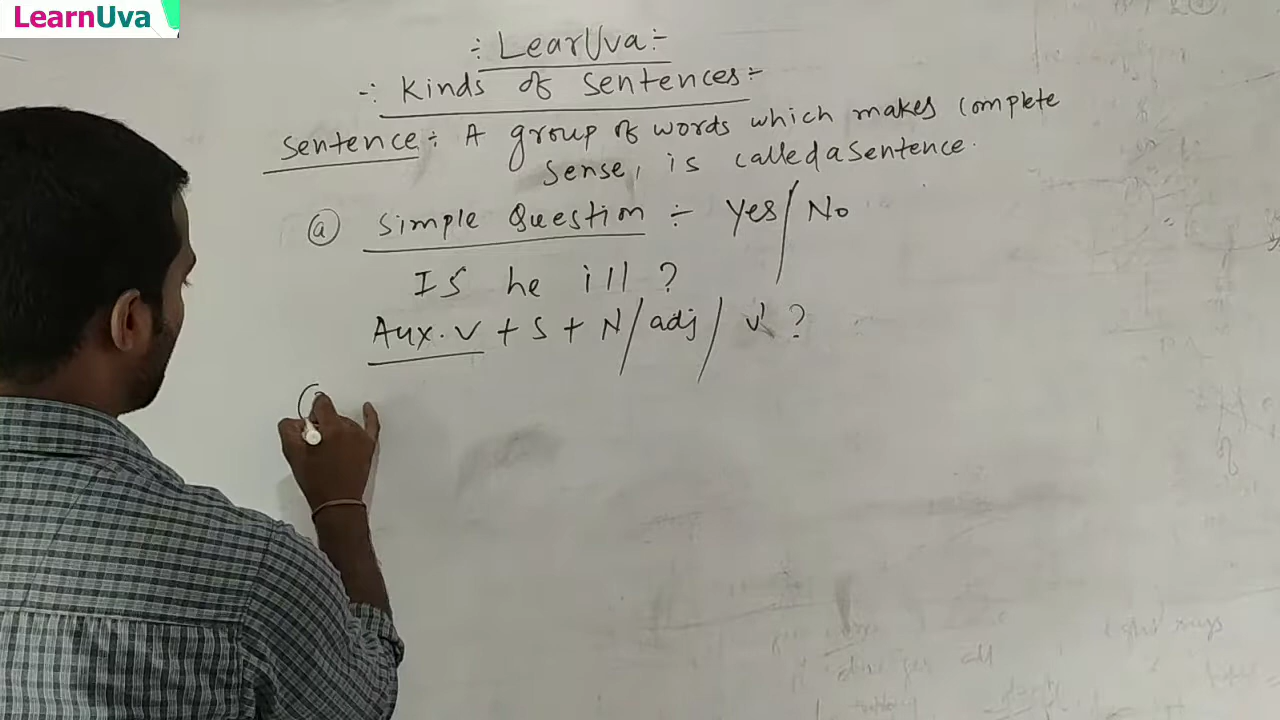 LearnUva
÷ LearUva ÷
÷ Kinds of Sentences ÷
Sentence ÷ A group of words which makes complete
sense, is called a sentence.
(a) Simple Question ÷ Yes/No
Is he ill ?
Aux. V + S + N/adj/ V¹ ?